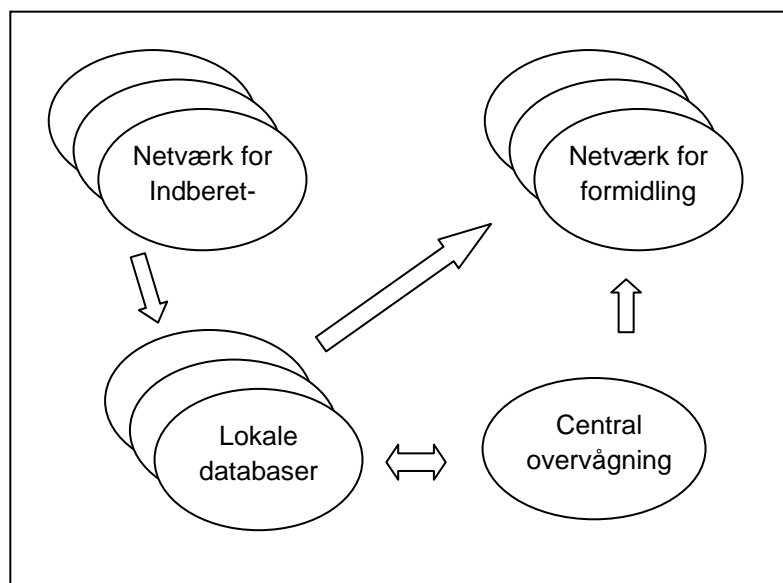 Netværk for
Indberet-
Netværk for
formidling
Lokale
databaser
Central
overvågning